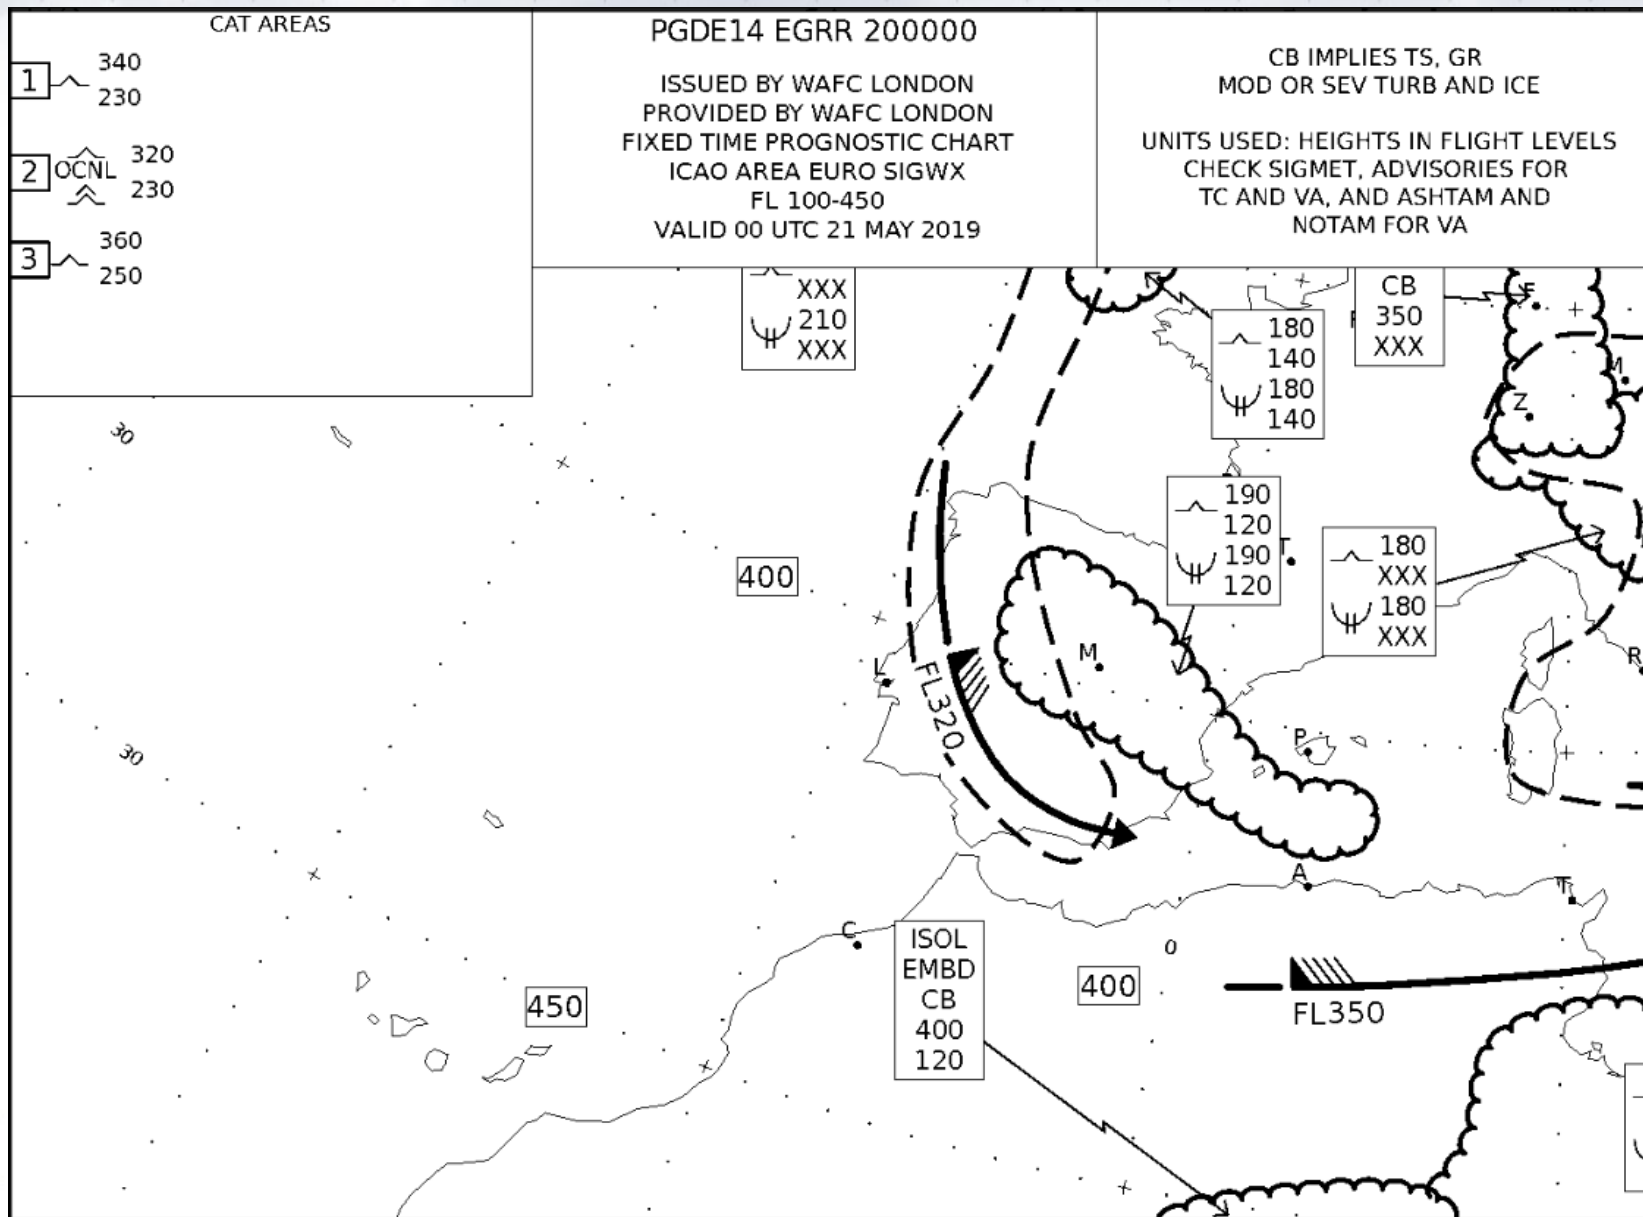 CAT AREAS
1
340
230
2
OCNL
320
230
3
360
250
PGDE14 EGRR 200000
ISSUED BY WAFC LONDON
PROVIDED BY WAFC LONDON
FIXED TIME PROGNOSTIC CHART
ICAO AREA EURO SIGWX
FL 100-450
VALID 00 UTC 21 MAY 2019
CB IMPLIES TS, GR
MOD OR SEV TURB AND ICE
UNITS USED: HEIGHTS IN FLIGHT LEVELS
CHECK SIGMET, ADVISORIES FOR
TC AND VA, AND ASHTAM AND
NOTAM FOR VA
XXX
210
XXX
180
140
180
140
CB
350
XXX
F
M
Z
30
190
120
190
120
T
180
XXX
180
XXX
400
L
M
R
FL320
P
30
A
T
C
0
ISOL
EMBD
CB
400
120
400
450
FL350